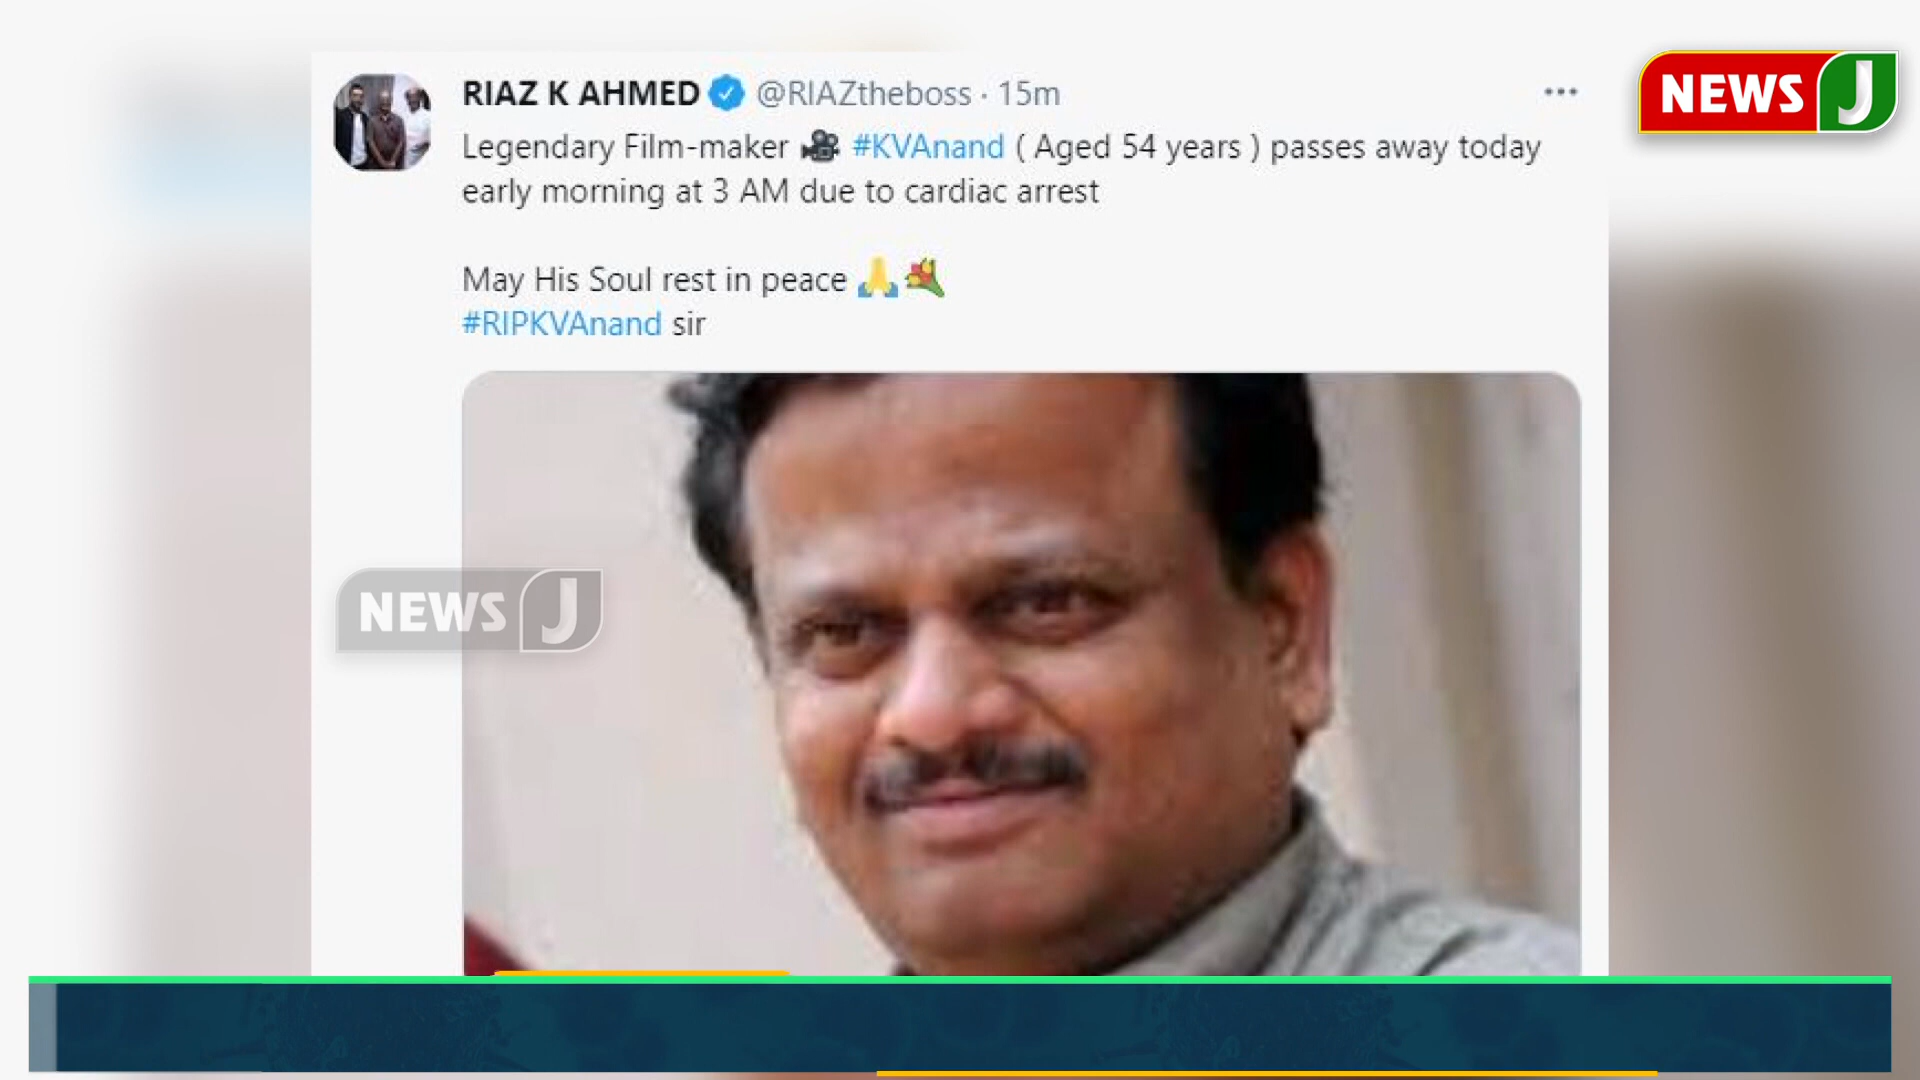 RIAZ K AHMED @RIAZtheboss · 15m
Legendary Film-maker 🎥 #KVAnand ( Aged 54 years ) passes away today
early morning at 3 AM due to cardiac arrest
May His Soul rest in peace 🙏💐
#RIPKVAnand sir
NEWS J
NEWS J